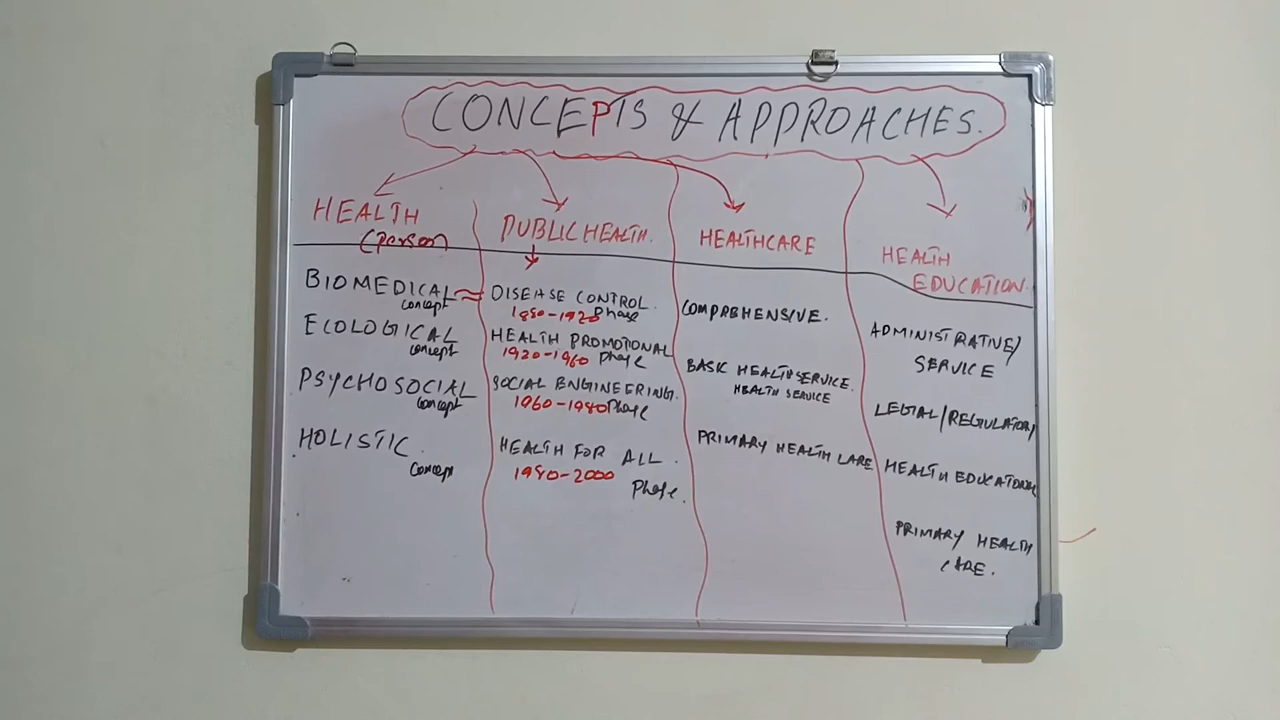 CONCEPTS & APPROACHES.
HEALTH
(person)
BIOMEDICAL
concept
ECOLOGICAL
concept
PSYCHOSOCIAL
concept
HOLISTIC
concept
PUBLIC HEALTH.
DISEASE CONTROL.
1880-1920 Phase
HEALTH PROMOTIONAL
1920-1960 phase
SOCIAL ENGINEERING.
1960-1980 Phase
HEALTH FOR ALL.
1980-2000
Phase.
HEALTHCARE
COMPREHENSIVE.
BASIC HEALTH SERVICE.
HEALTH SERVICE
PRIMARY HEALTH CARE
HEALTH
EDUCATION.
ADMINISTRATIVE/
SERVICE
LEGAL/REGULATORY
HEALTH EDUCATIONAL
PRIMARY HEALTH
CARE.